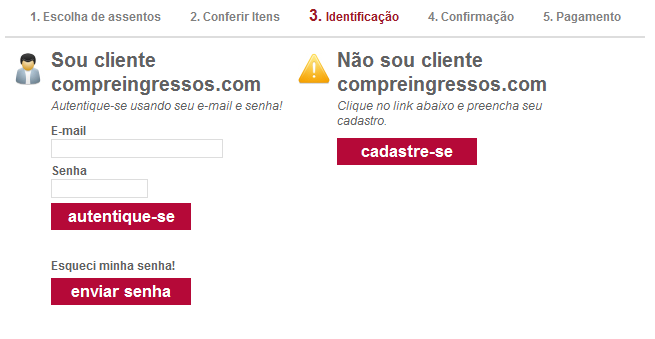 1. Escolha de assentos 2. Conferir Itens 3. Identificação 4. Confirmação 5. Pagamento
Sou cliente
compreingressos.com
Autentique-se usando seu e-mail e senha!
E-mail
Senha
autentique-se
Esqueci minha senha!
enviar senha
Não sou cliente
compreingressos.com
Clique no link abaixo e preencha seu
cadastro.
cadastre-se